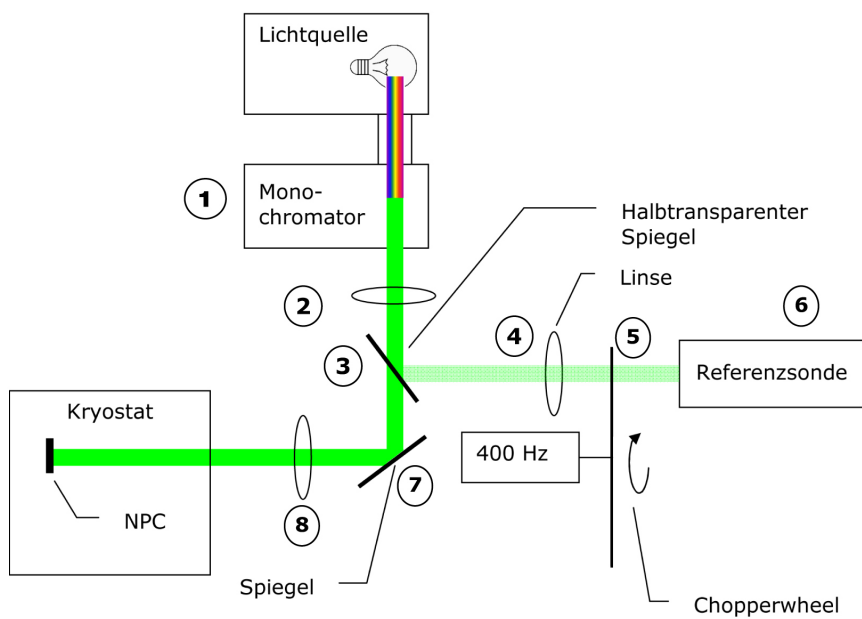 Lichtquelle
1
Mono-
chromator
Halbtransparenter
Spiegel
2
Linse
3
4
5
6
Referenzsonde
Kryostat
400 Hz
7
NPC
8
Spiegel
Chopperwheel